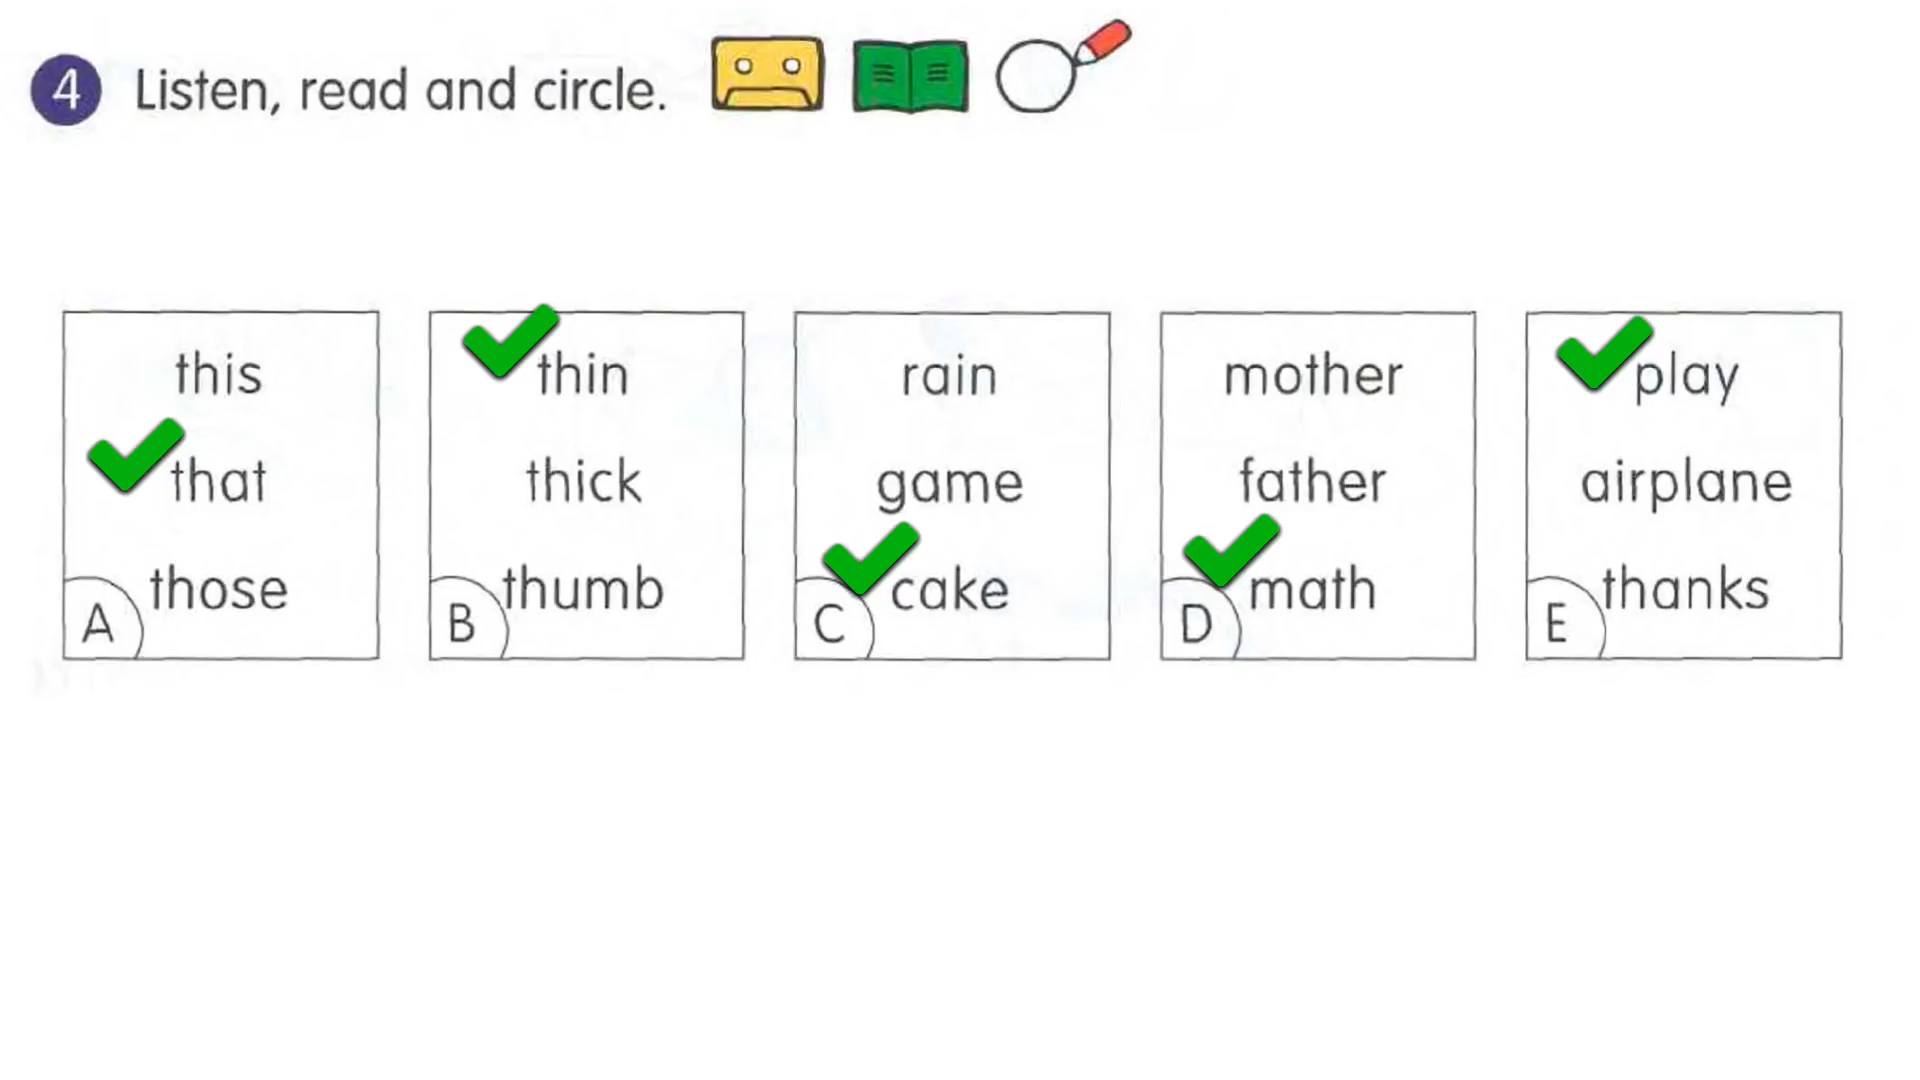 4 Listen, read and circle.
this
that
those
A
thin
thick
thumb
B
rain
game
cake
C
mother
father
math
D
play
airplane
thanks
E